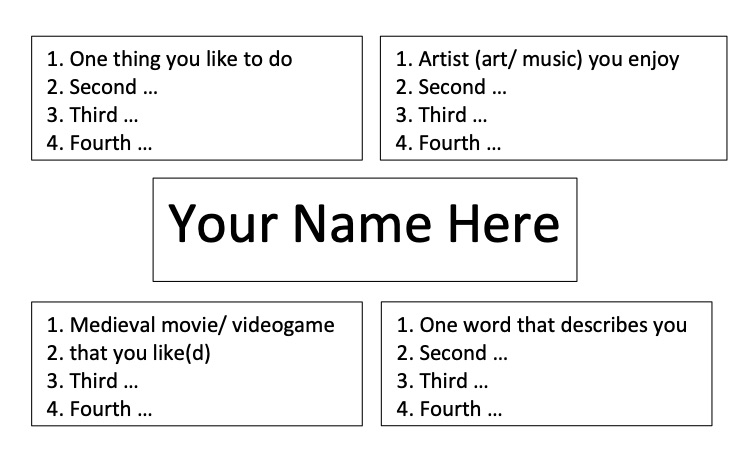 1. One thing you like to do
2. Second ...
3. Third ...
4. Fourth ...
1. Artist (art/ music) you enjoy
2. Second ...
3. Third ...
4. Fourth ...
Your Name Here
1. Medieval movie/ videogame
2. that you like(d)
3. Third ...
4. Fourth ...
1. One word that describes you
2. Second ...
3. Third ...
4. Fourth ...